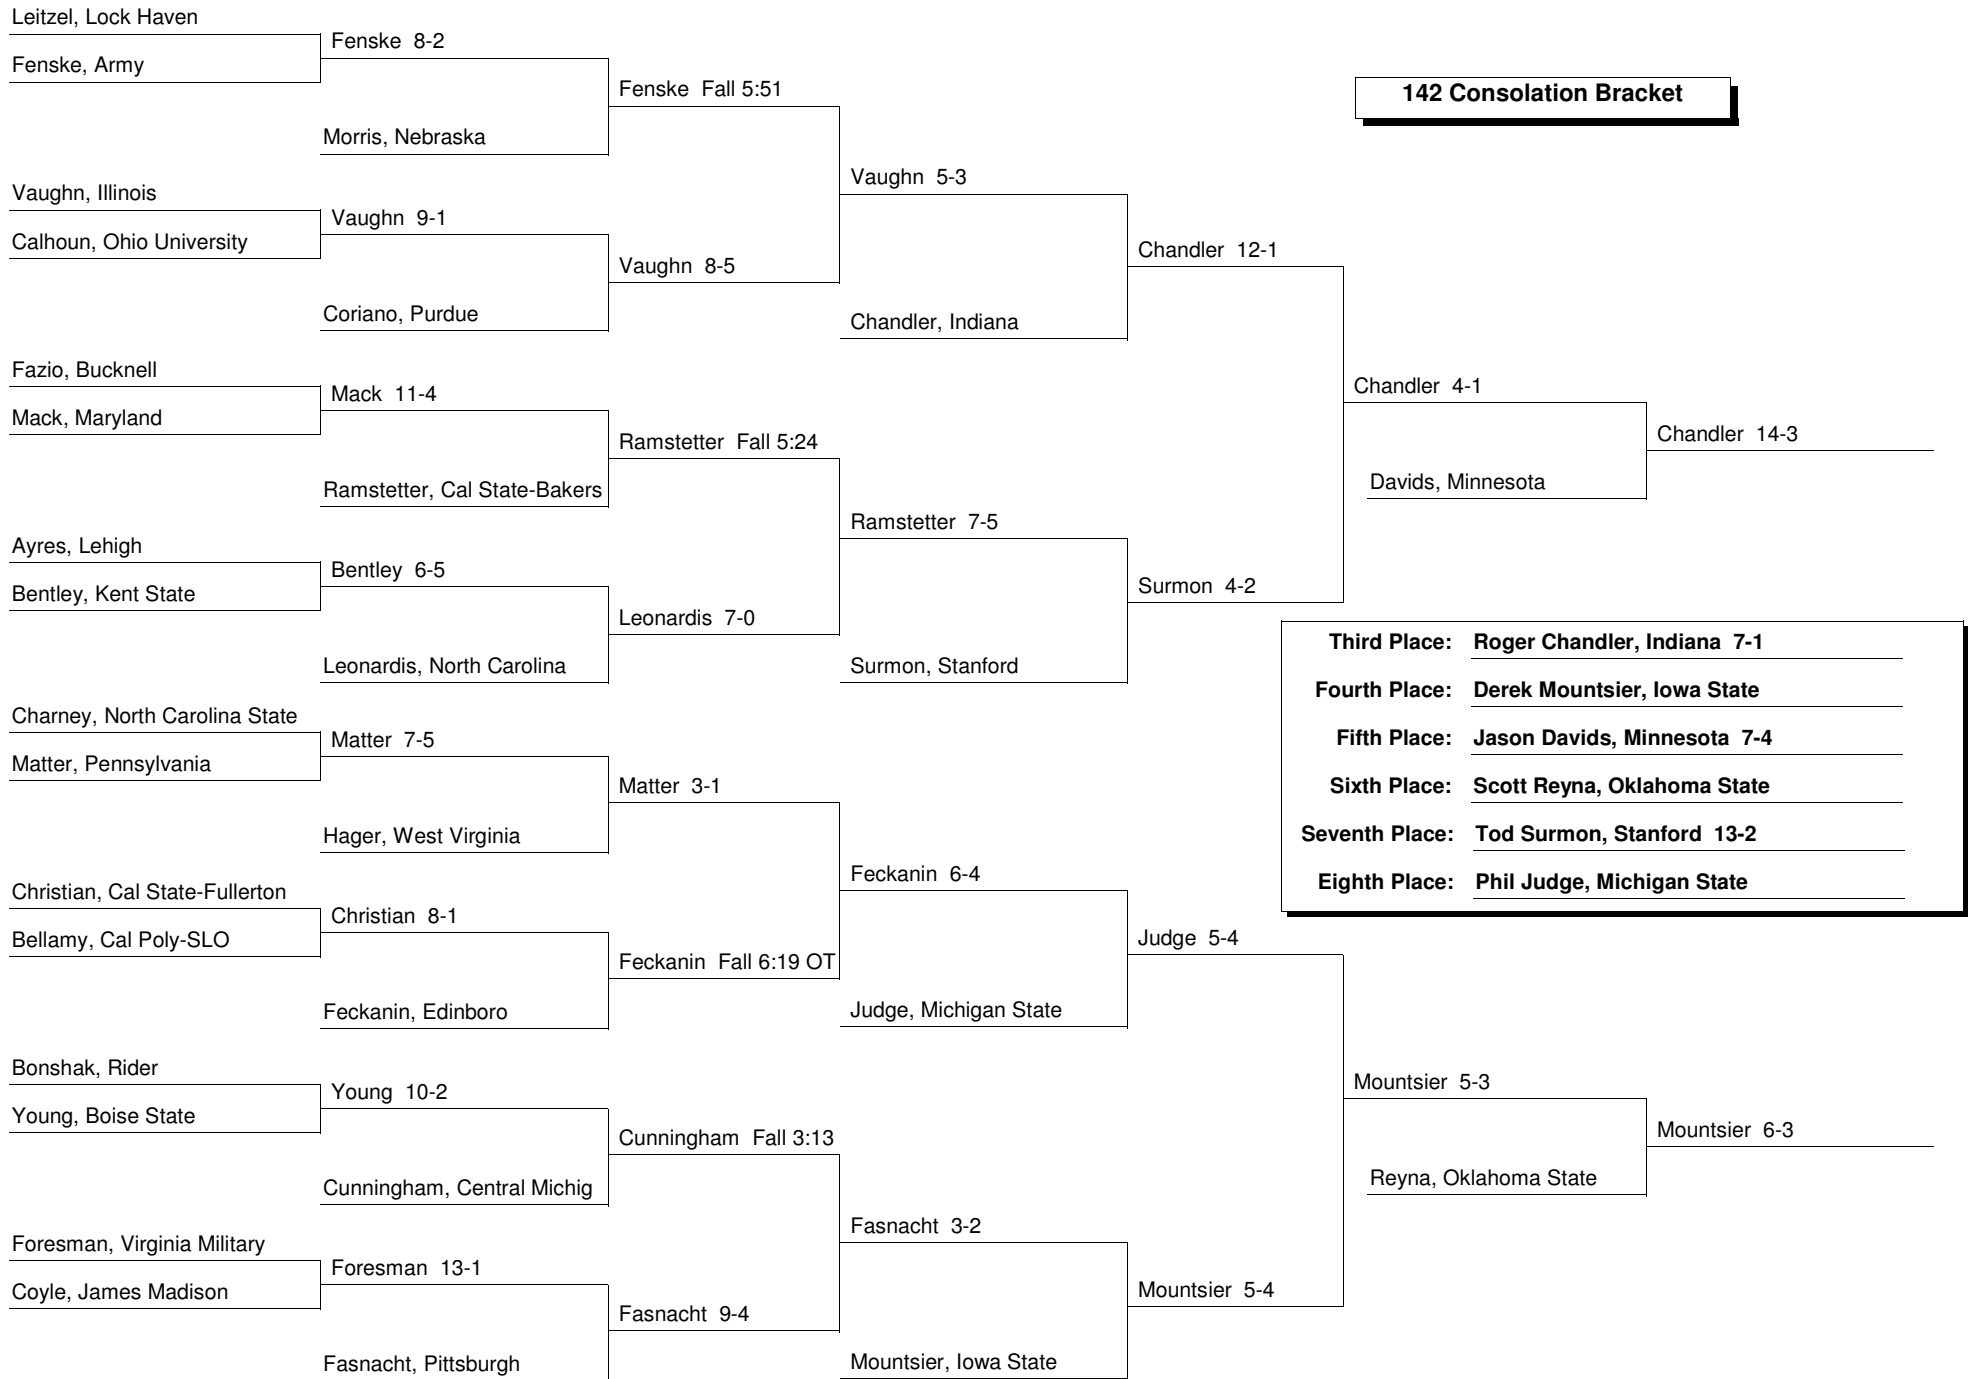 Leitzel, Lock Haven
Fenske 8-2
Fenske, Army
Fenske Fall 5:51
142 Consolation Bracket
Morris, Nebraska
Vaughn 5-3
Vaughn, Illinois
Vaughn 9-1
Calhoun, Ohio University
Chandler 12-1
Vaughn 8-5
Coriano, Purdue
Chandler, Indiana
Fazio, Bucknell
Mack 11-4
Chandler 4-1
Mack, Maryland
Chandler 14-3
Ramstetter Fall 5:24
Ramstetter, Cal State-Bakers
Davids, Minnesota
Ramstetter 7-5
Ayres, Lehigh
Bentley 6-5
Surmon 4-2
Bentley, Kent State
Leonardis 7-0
Leonardis, North Carolina
Surmon, Stanford
Third Place: Roger Chandler, Indiana 7-1
Fourth Place: Derek Mountsier, Iowa State
Fifth Place: Jason Davids, Minnesota 7-4
Sixth Place: Scott Reyna, Oklahoma State
Seventh Place: Tod Surmon, Stanford 13-2
Eighth Place: Phil Judge, Michigan State
Charney, North Carolina State
Matter 7-5
Matter, Pennsylvania
Matter 3-1
Hager, West Virginia
Feckanin 6-4
Christian, Cal State-Fullerton
Christian 8-1
Bellamy, Cal Poly-SLO
Judge 5-4
Feckanin Fall 6:19 OT
Feckanin, Edinboro
Judge, Michigan State
Bonshak, Rider
Young 10-2
Mountsier 5-3
Young, Boise State
Cunningham Fall 3:13
Mountsier 6-3
Cunningham, Central Michig
Reyna, Oklahoma State
Fasnacht 3-2
Foresman, Virginia Military
Foresman 13-1
Coyle, James Madison
Mountsier 5-4
Fasnacht 9-4
Fasnacht, Pittsburgh
Mountsier, Iowa State